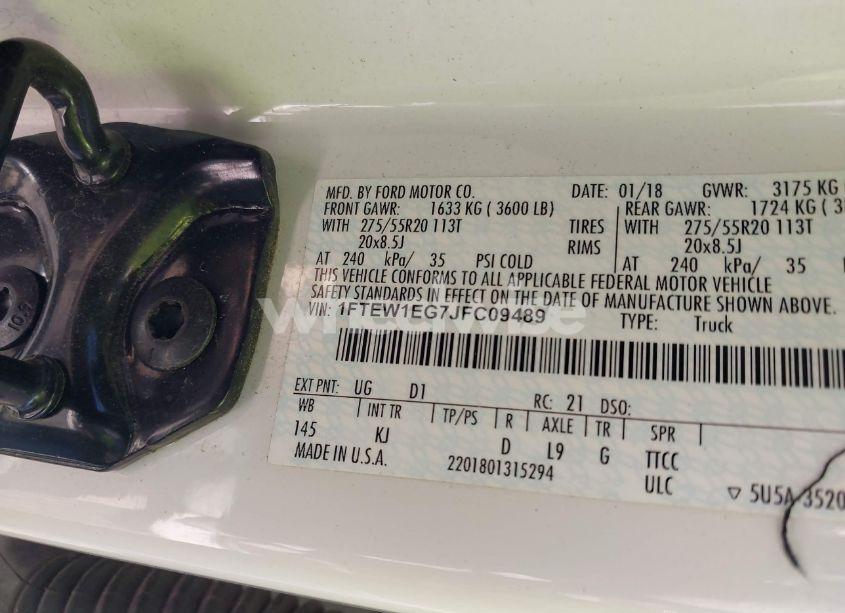 MFD. BY FORD MOTOR CO. DATE: 01/18 GVWR: 3175 KG
FRONT GAWR: 1633 KG ( 3600 LB) REAR GAWR: 1724 KG ( 3
WITH 275/55R20 113T TIRES WITH 275/55R20 113T
20x8.5J RIMS 20x8.5J
AT 240 kPa/ 35 PSI COLD AT 240 kPa/ 35
THIS VEHICLE CONFORMS TO ALL APPLICABLE FEDERAL MOTOR VEHICLE
SAFETY STANDARDS IN EFFECT ON THE DATE OF MANUFACTURE SHOWN ABOVE.
VIN: 1FTEW1EG7JFC09489 TYPE: Truck
EXT PNT: UG D1 RC: 21 DSO:
WB INT TR TP/PS R AXLE TR SPR
145 KJ D L9 G TTCC
MADE IN U.S.A. 2201801315294 ULC
▽ 5U5A-3520
10.9